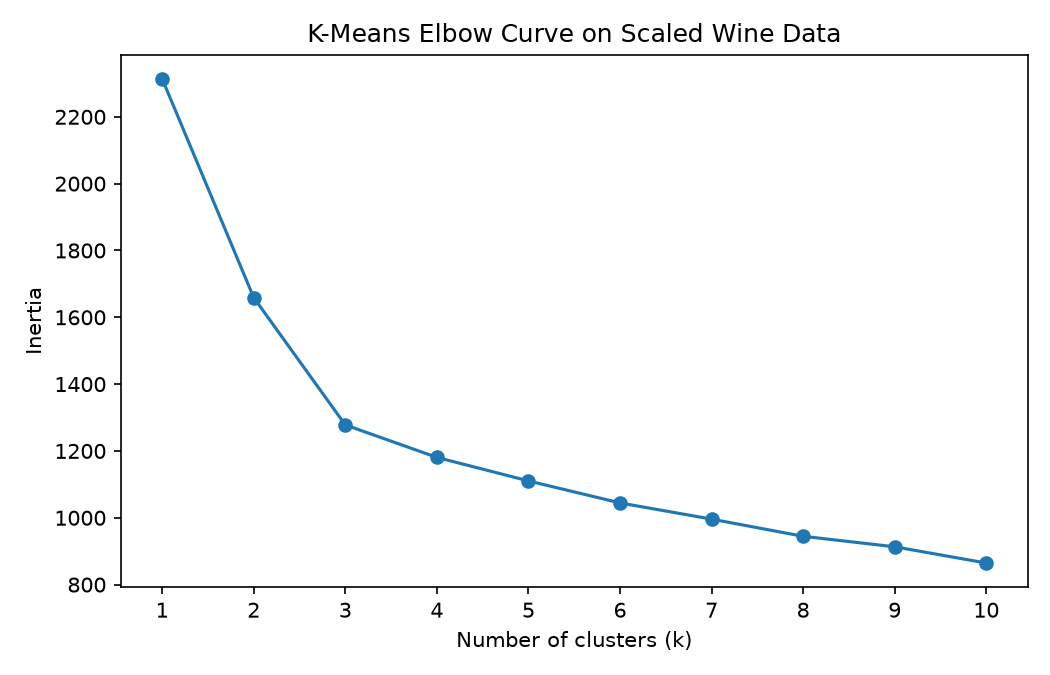 K-Means Elbow Curve on Scaled Wine Data
Inertia
2200
2000
1800
1600
1400
1200
1000
800
1 2 3 4 5 6 7 8 9 10
Number of clusters (k)